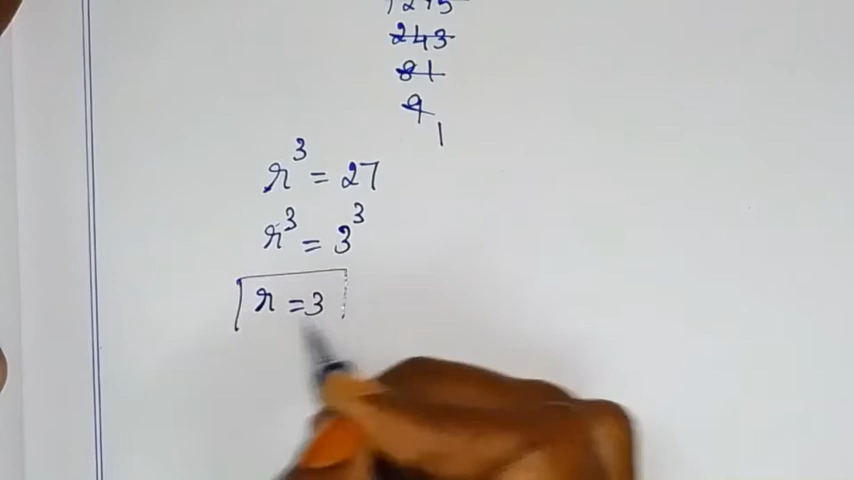 243
81
9
1
r³ = 27
r³ = 3³
r = 3